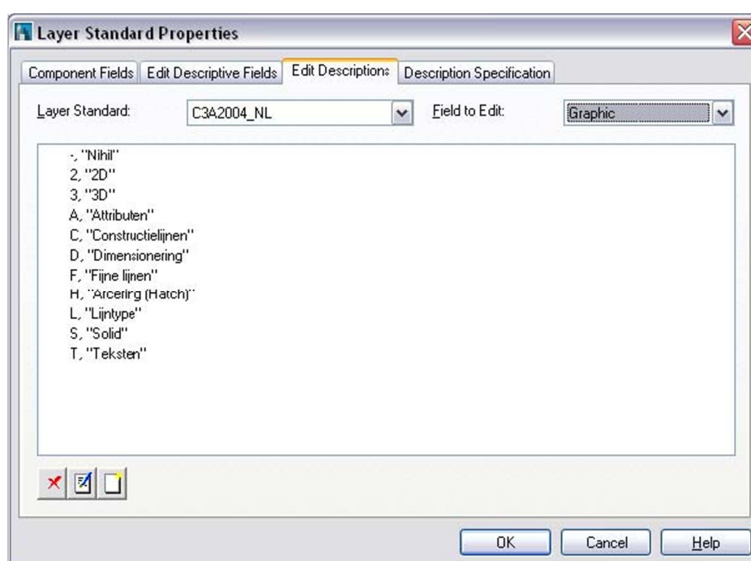 Layer Standard Properties
Component Fields Edit Descriptive Fields Edit Descriptions Description Specification
Layer Standard: C3A2004_NL Field to Edit: Graphic
-, "Nihil"
2, "2D"
3, "3D"
A, "Attributen"
C, "Constructielijnen"
D, "Dimensionering"
F, "Fijne lijnen"
H, "Arcering (Hatch)"
L, "Lijntype"
S, "Solid"
T, "Teksten"
OK Cancel Help